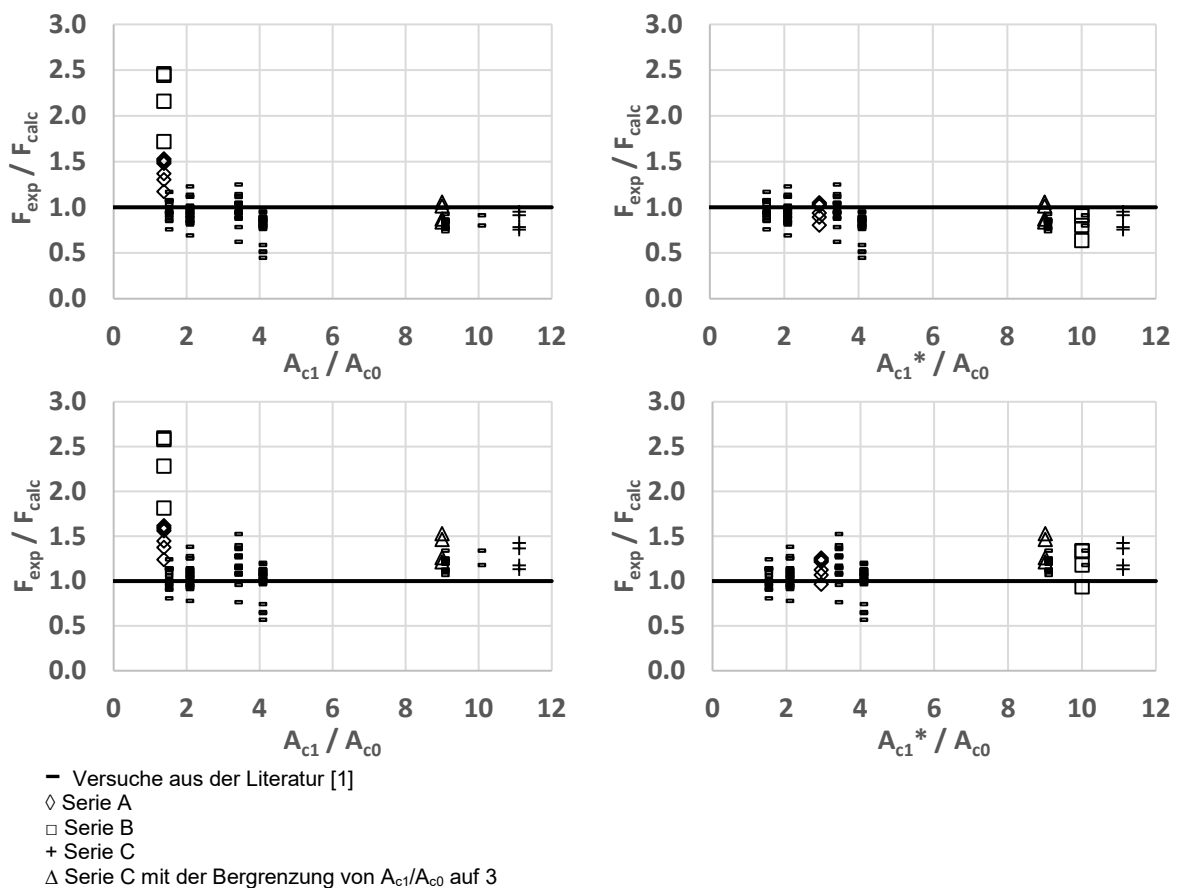 3.0
2.5
2.0
1.5
1.0
0.5
0.0
F_exp / F_calc
0 2 4 6 8 10 12
A_c1 / A_c0
3.0
2.5
2.0
1.5
1.0
0.5
0.0
F_exp / F_calc
0 2 4 6 8 10 12
A_c1* / A_c0
3.0
2.5
2.0
1.5
1.0
0.5
0.0
F_exp / F_calc
0 2 4 6 8 10 12
A_c1 / A_c0
3.0
2.5
2.0
1.5
1.0
0.5
0.0
F_exp / F_calc
0 2 4 6 8 10 12
A_c1* / A_c0
– Versuche aus der Literatur [1]
◊ Serie A
□ Serie B
+ Serie C
Δ Serie C mit der Bergrenzung von A_c1/A_c0 auf 3